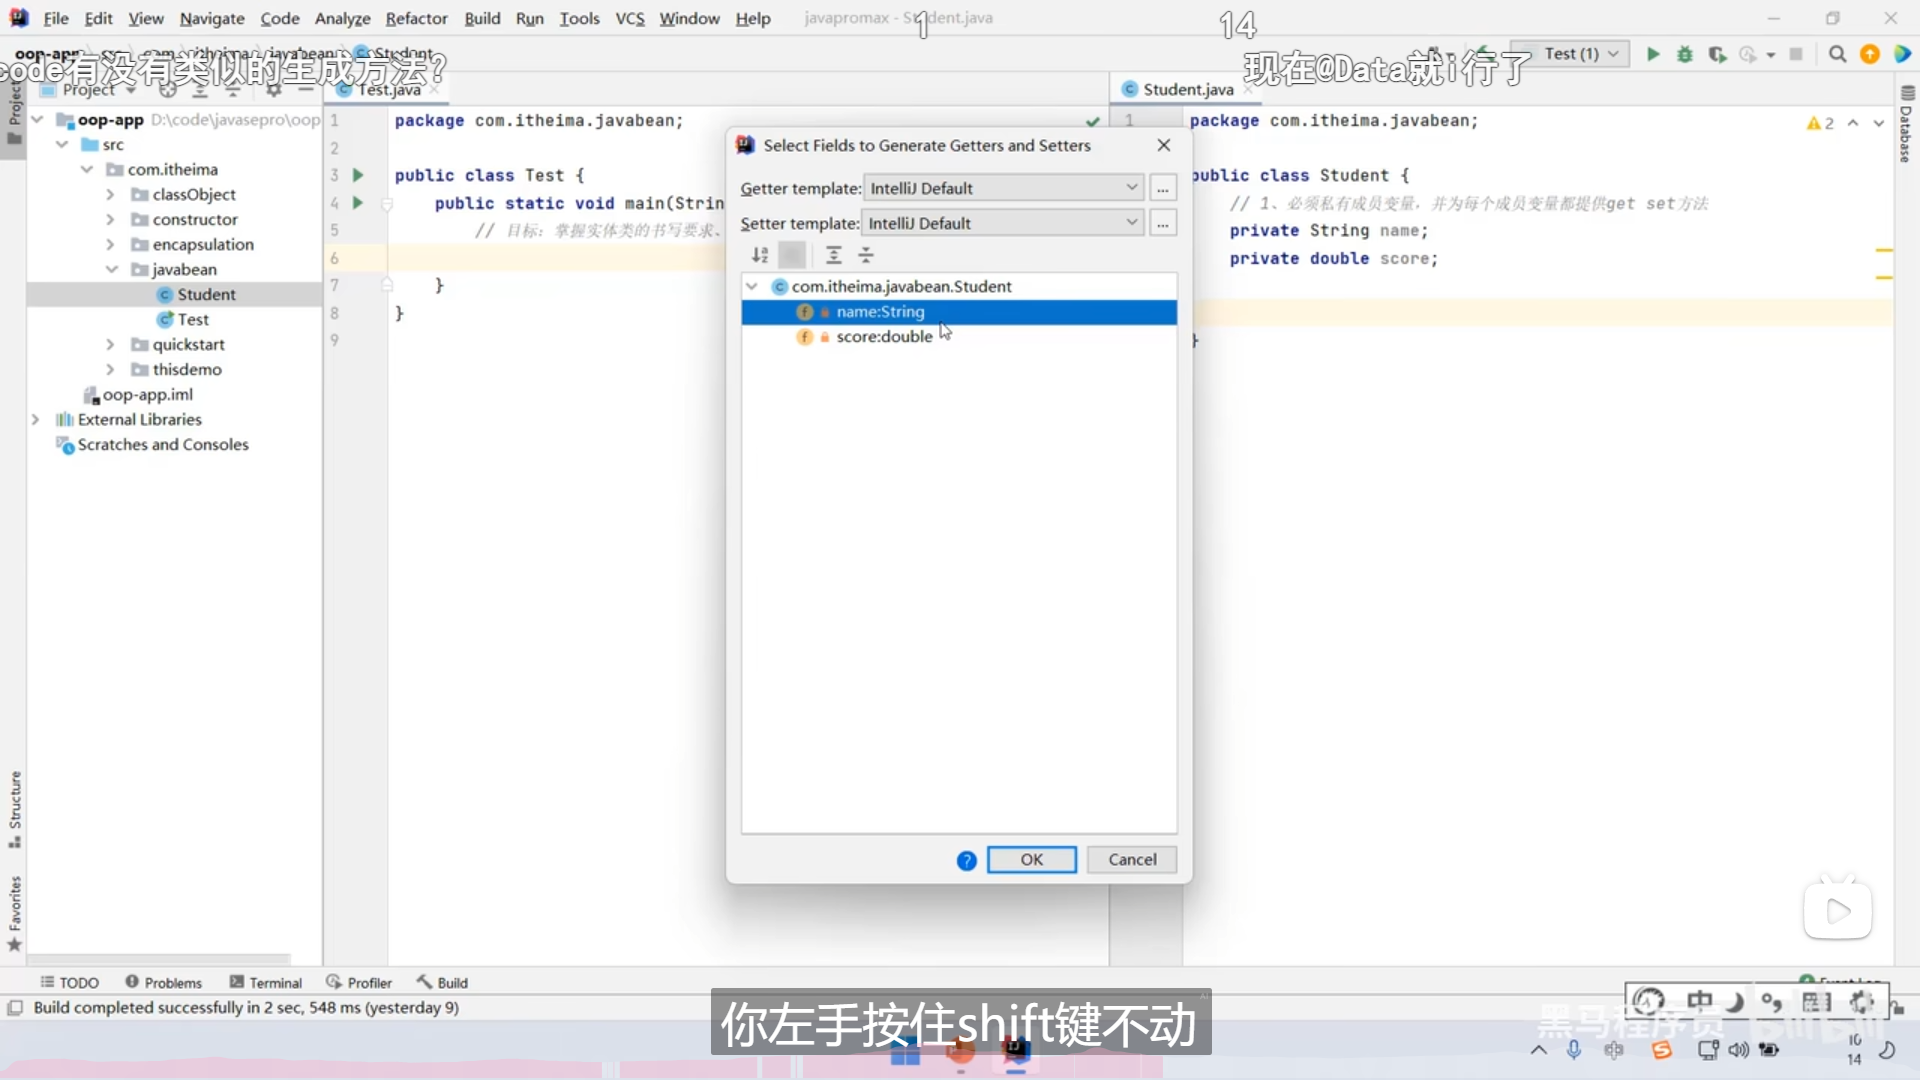 File Edit View Navigate Code Analyze Refactor Build Run Tools VCS Window Help javapromax - Student.java
1
14
Student
code有没有类似的生成方法?
现在@Data就i行了
Test (1)
Project
Test.java
Student.java
Project
Database
oop-app D:\code\javasepro\oop
src
com.itheima
classObject
constructor
encapsulation
javabean
Student
Test
quickstart
thisdemo
oop-app.iml
External Libraries
Scratches and Consoles
Structure
Favorites
1 package com.itheima.javabean;
2
3 public class Test {
4 public static void main(Strin
5 // 目标: 掌握实体类的书写要求、
6
7 }
8 }
9
Select Fields to Generate Getters and Setters
Getter template: IntelliJ Default ...
Setter template: IntelliJ Default ...
com.itheima.javabean.Student
name:String
score:double
? OK Cancel
2
1 package com.itheima.javabean;
public class Student {
// 1、必须私有成员变量，并为每个成员变量都提供get set方法
private String name;
private double score;
}
TODO Problems Terminal Profiler Build
Build completed successfully in 2 sec, 548 ms (yesterday 9)
你左手按住shift键不动
中
黑马程序员
10
14